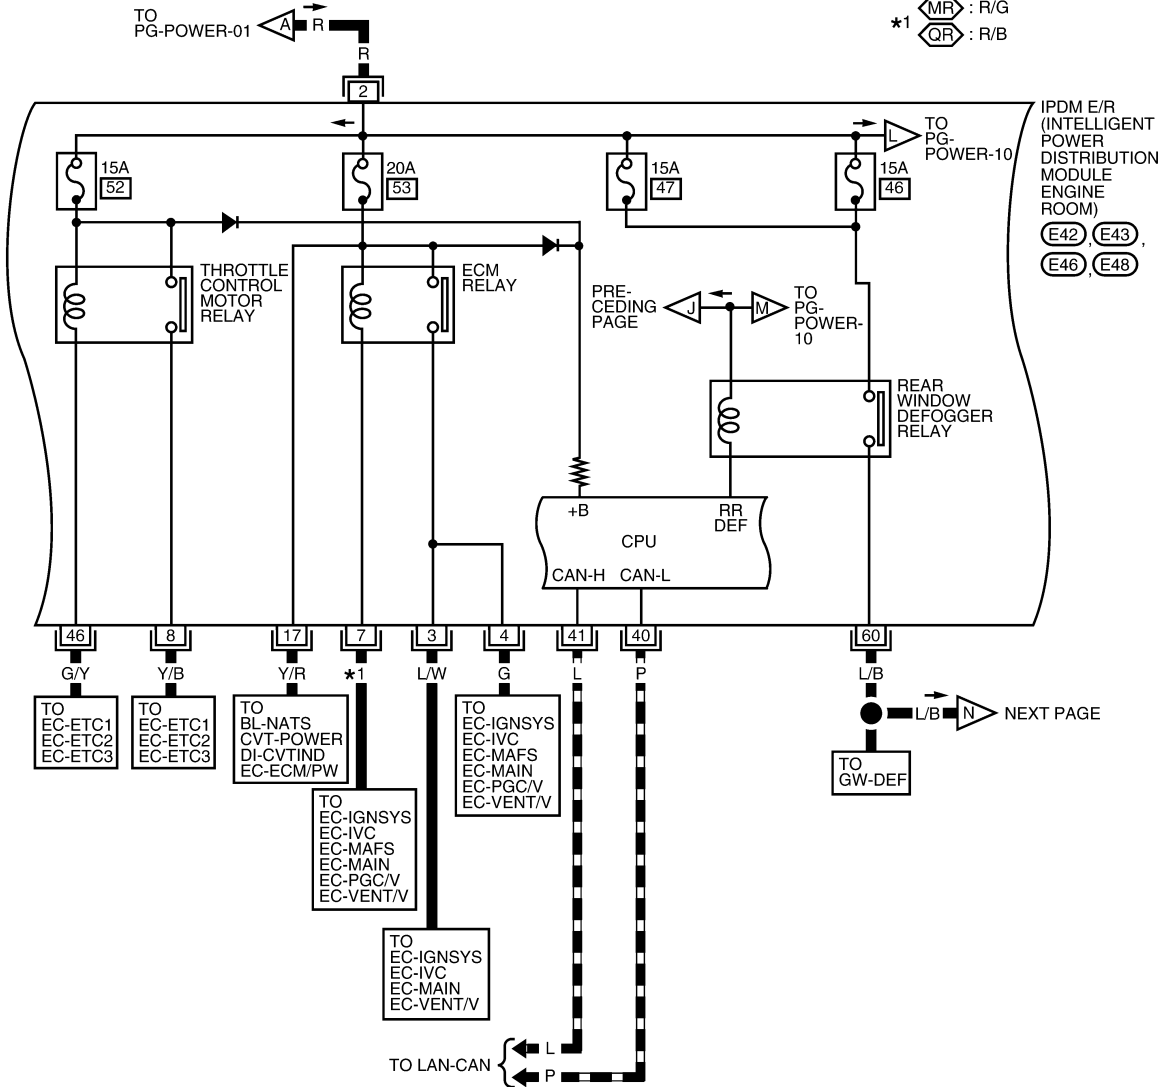 TO
PG-POWER-01
A
R
MR : R/G
*1
QR : R/B
R
2
IPDM E/R
(INTELLIGENT
POWER
DISTRIBUTION
MODULE
ENGINE
ROOM)
E42 , E43 ,
E46 , E48
L
TO
PG-
POWER-10
15A
52
20A
53
15A
47
15A
46
THROTTLE
CONTROL
MOTOR
RELAY
ECM
RELAY
PRE-
CEDING
PAGE
J
M
TO
PG-
POWER-
10
REAR
WINDOW
DEFOGGER
RELAY
+B
RR
DEF
CPU
CAN-H
CAN-L
46
8
17
7
3
4
41
40
60
G/Y
Y/B
Y/R
*1
L/W
G
L
P
L/B
TO
EC-ETC1
EC-ETC2
EC-ETC3
TO
EC-ETC1
EC-ETC2
EC-ETC3
TO
BL-NATS
CVT-POWER
DI-CVTIND
EC-ECM/PW
TO
EC-IGNSYS
EC-IVC
EC-MAFS
EC-MAIN
EC-PGC/V
EC-VENT/V
L/B
N
NEXT PAGE
TO
GW-DEF
TO
EC-IGNSYS
EC-IVC
EC-MAFS
EC-MAIN
EC-PGC/V
EC-VENT/V
TO
EC-IGNSYS
EC-IVC
EC-MAIN
EC-VENT/V
TO LAN-CAN
L
P